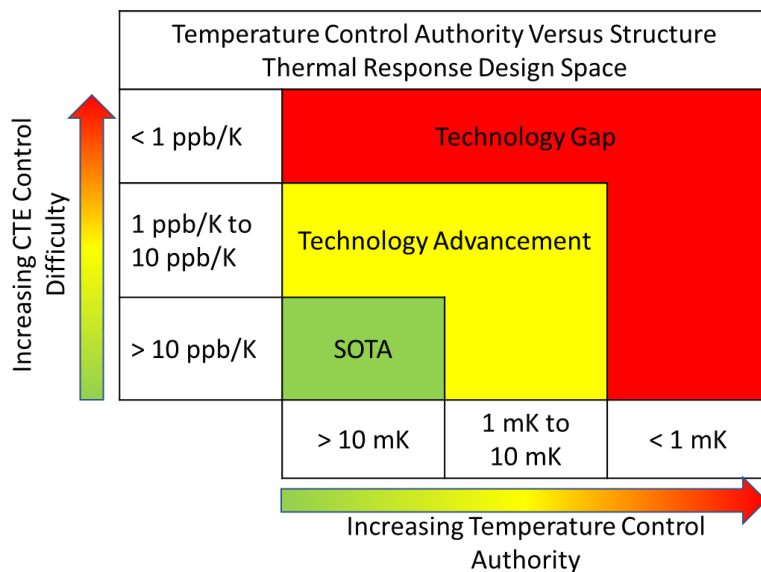 Temperature Control Authority Versus Structure
Thermal Response Design Space
Increasing CTE Control
Difficulty
< 1 ppb/K
Technology Gap
1 ppb/K to
10 ppb/K
Technology Advancement
> 10 ppb/K
SOTA
> 10 mK
1 mK to
10 mK
< 1 mK
Increasing Temperature Control
Authority